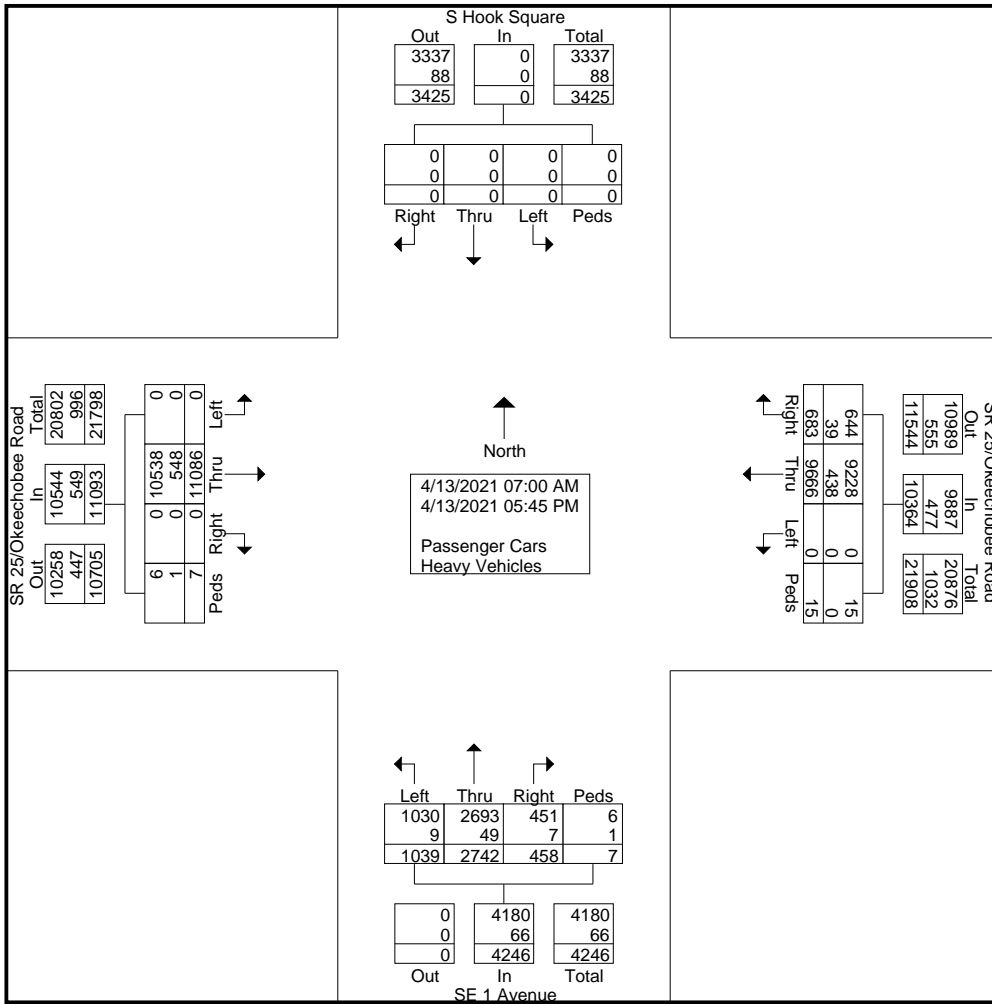 S Hook Square
Out In Total
3337 0 3337
88 0 88
3425 0 3425
0 0 0 0
0 0 0 0
0 0 0 0
Right Thru Left Peds
SR 25/Okeechobee Road
Total
20802
996
21798
In
10544
549
11093
Out
10258
447
10705
0 0 0
Left
10538 548 11086
Thru
0 0 0
Right
6 1 7
Peds
North
4/13/2021 07:00 AM
4/13/2021 05:45 PM
Passenger Cars
Heavy Vehicles
Right
683 39 644
Thru
9666 438 9228
Left
0 0 0
Peds
15 0 15
SR 25/Okeechobee Road
Out
10989
555
11544
In
9887
477
10364
Total
20876
1032
21908
Left Thru Right Peds
1030 2693 451 6
9 49 7 1
1039 2742 458 7
0 4180 4180
0 66 66
0 4246 4246
Out In Total
SE 1 Avenue